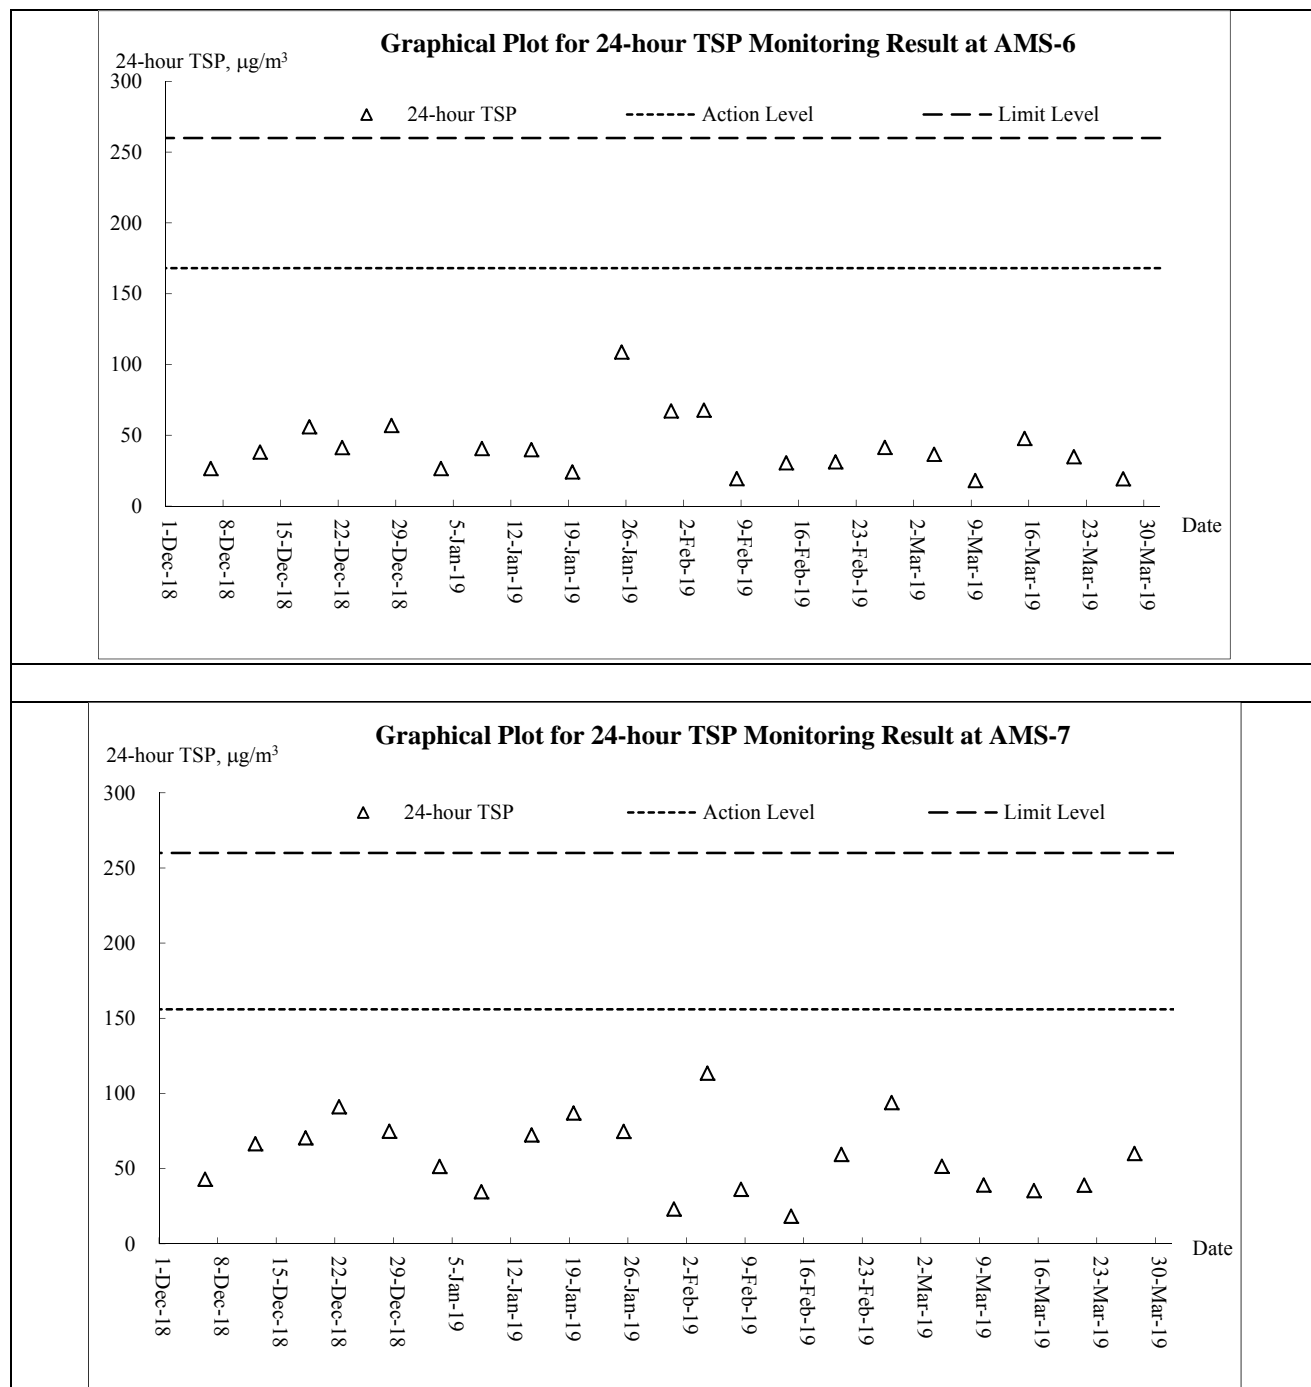 Graphical Plot for 24-hour TSP Monitoring Result at AMS-6
24-hour TSP, μg/m³
300
24-hour TSP
Action Level
Limit Level
250
200
150
100
50
0
1-Dec-18
8-Dec-18
15-Dec-18
22-Dec-18
29-Dec-18
5-Jan-19
12-Jan-19
19-Jan-19
26-Jan-19
2-Feb-19
9-Feb-19
16-Feb-19
23-Feb-19
2-Mar-19
9-Mar-19
16-Mar-19
23-Mar-19
30-Mar-19
Date
Graphical Plot for 24-hour TSP Monitoring Result at AMS-7
24-hour TSP, μg/m³
300
24-hour TSP
Action Level
Limit Level
250
200
150
100
50
0
1-Dec-18
8-Dec-18
15-Dec-18
22-Dec-18
29-Dec-18
5-Jan-19
12-Jan-19
19-Jan-19
26-Jan-19
2-Feb-19
9-Feb-19
16-Feb-19
23-Feb-19
2-Mar-19
9-Mar-19
16-Mar-19
23-Mar-19
30-Mar-19
Date